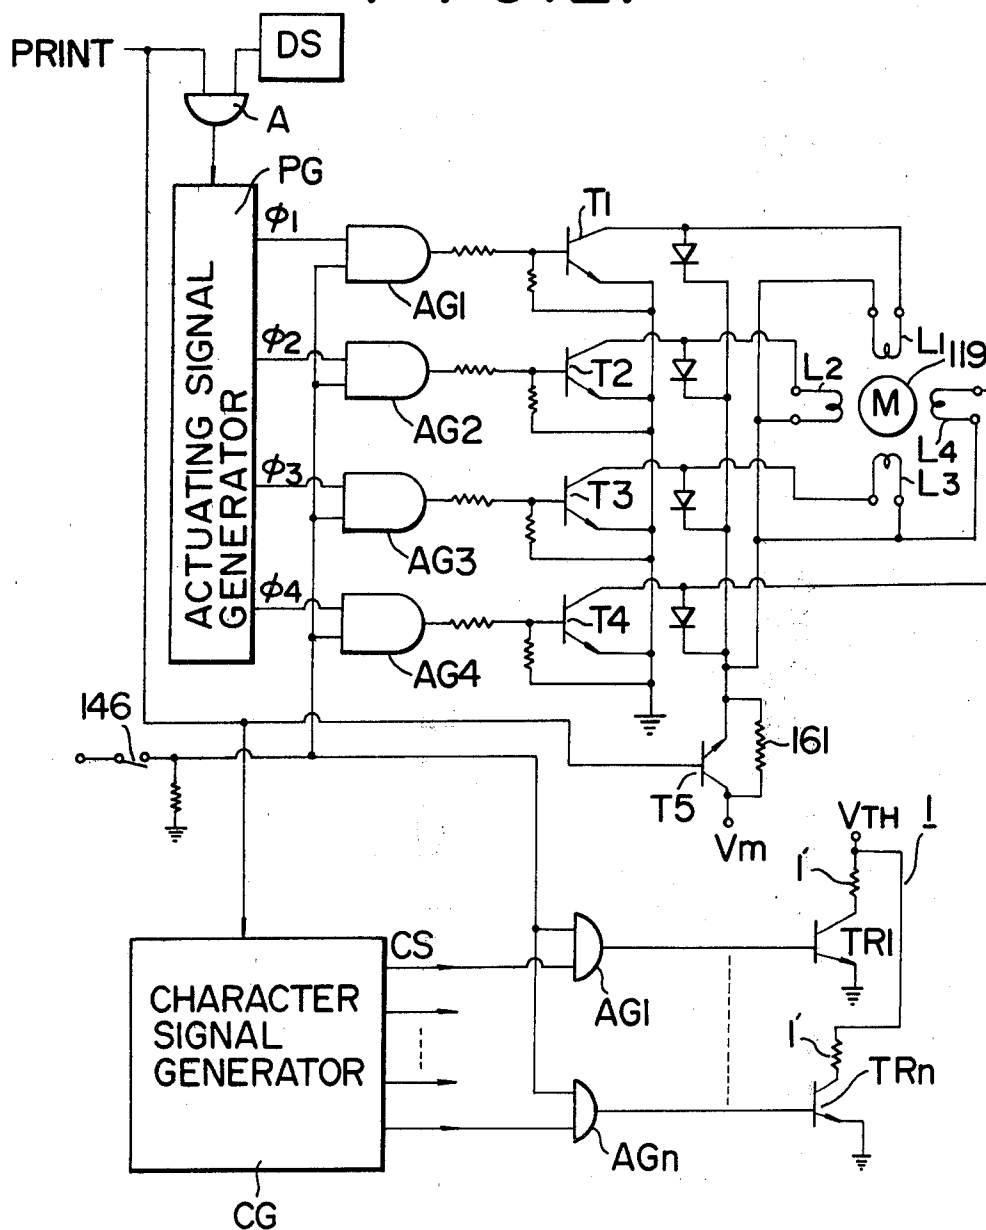 PRINT
DS
A
PG
ACTUATING SIGNAL
GENERATOR
φ1
φ2
φ3
φ4
AG1
AG2
AG3
AG4
T1
T2
T3
T4
L1
L2
L3
L4
M
119
146
T5
161
Vm
VTH
1
1'
TR1
1'
TRn
CS
CHARACTER
SIGNAL
GENERATOR
CG
AG1
AGn